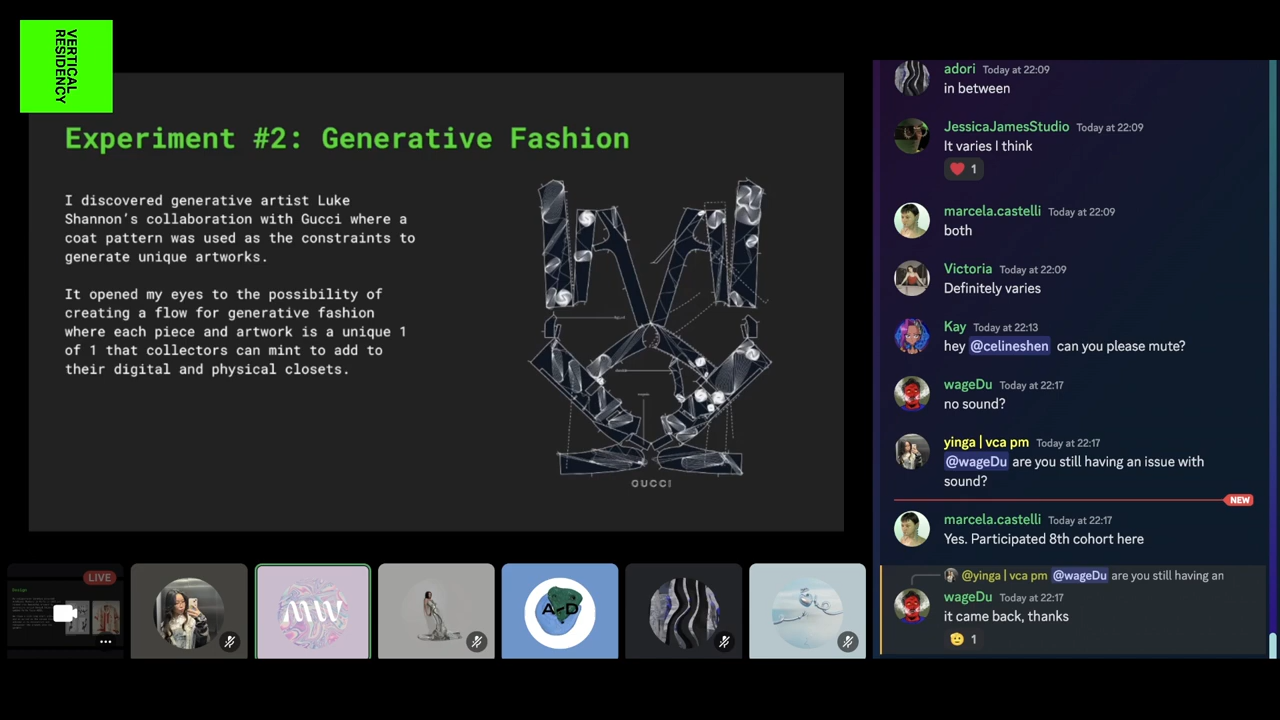 VERTICAL
RESIDENCY
Experiment #2: Generative Fashion
I discovered generative artist Luke
Shannon's collaboration with Gucci where a
coat pattern was used as the constraints to
generate unique artworks.
It opened my eyes to the possibility of
creating a flow for generative fashion
where each piece and artwork is a unique 1
of 1 that collectors can mint to add to
their digital and physical closets.
GUCCI
LIVE
MW
A-D
adori Today at 22:09
in between
JessicaJamesStudio Today at 22:09
It varies I think
1
marcela.castelli Today at 22:09
both
Victoria Today at 22:09
Definitely varies
Kay Today at 22:13
hey @celineshen can you please mute?
wageDu Today at 22:17
no sound?
yinga | vca pm Today at 22:17
@wageDu are you still having an issue with
sound?
NEW
marcela.castelli Today at 22:17
Yes. Participated 8th cohort here
@yinga | vca pm @wageDu are you still having an
wageDu Today at 22:17
it came back, thanks
1